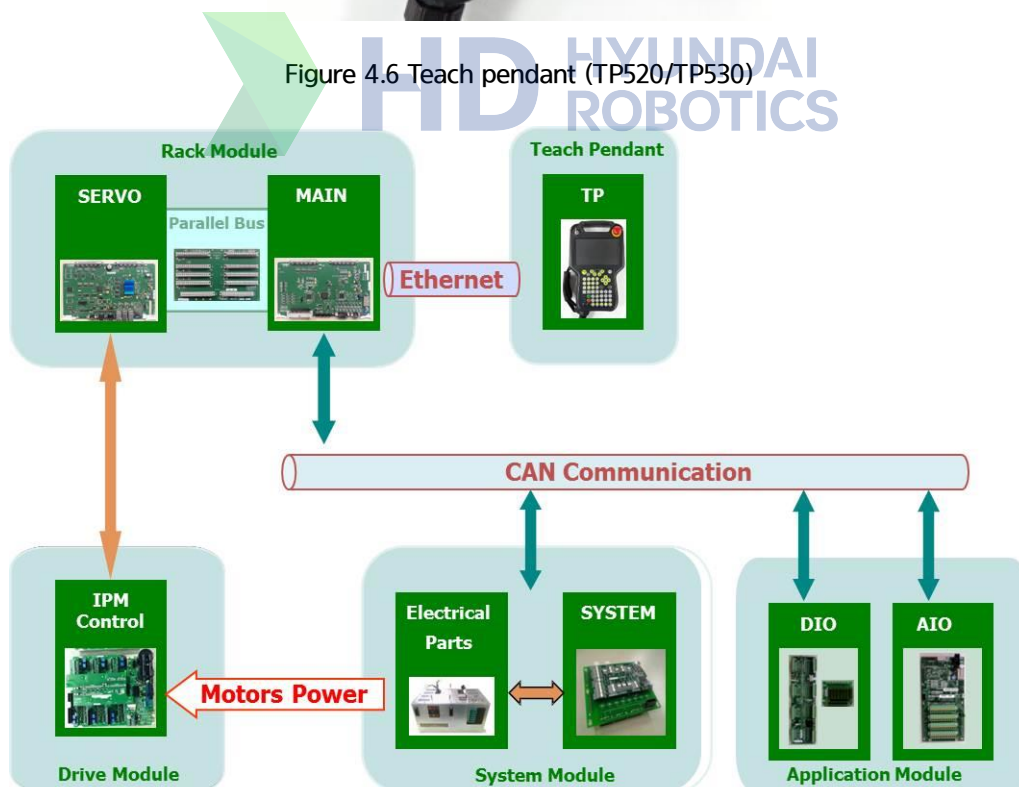 HD HYUNDAI
ROBOTICS
Figure 4.6 Teach pendant (TP520/TP530)
Rack Module
Teach Pendant
SERVO
MAIN
TP
Parallel Bus
Ethernet
CAN Communication
IPM
Control
Electrical
Parts
SYSTEM
DIO
AIO
Motors Power
Drive Module
System Module
Application Module